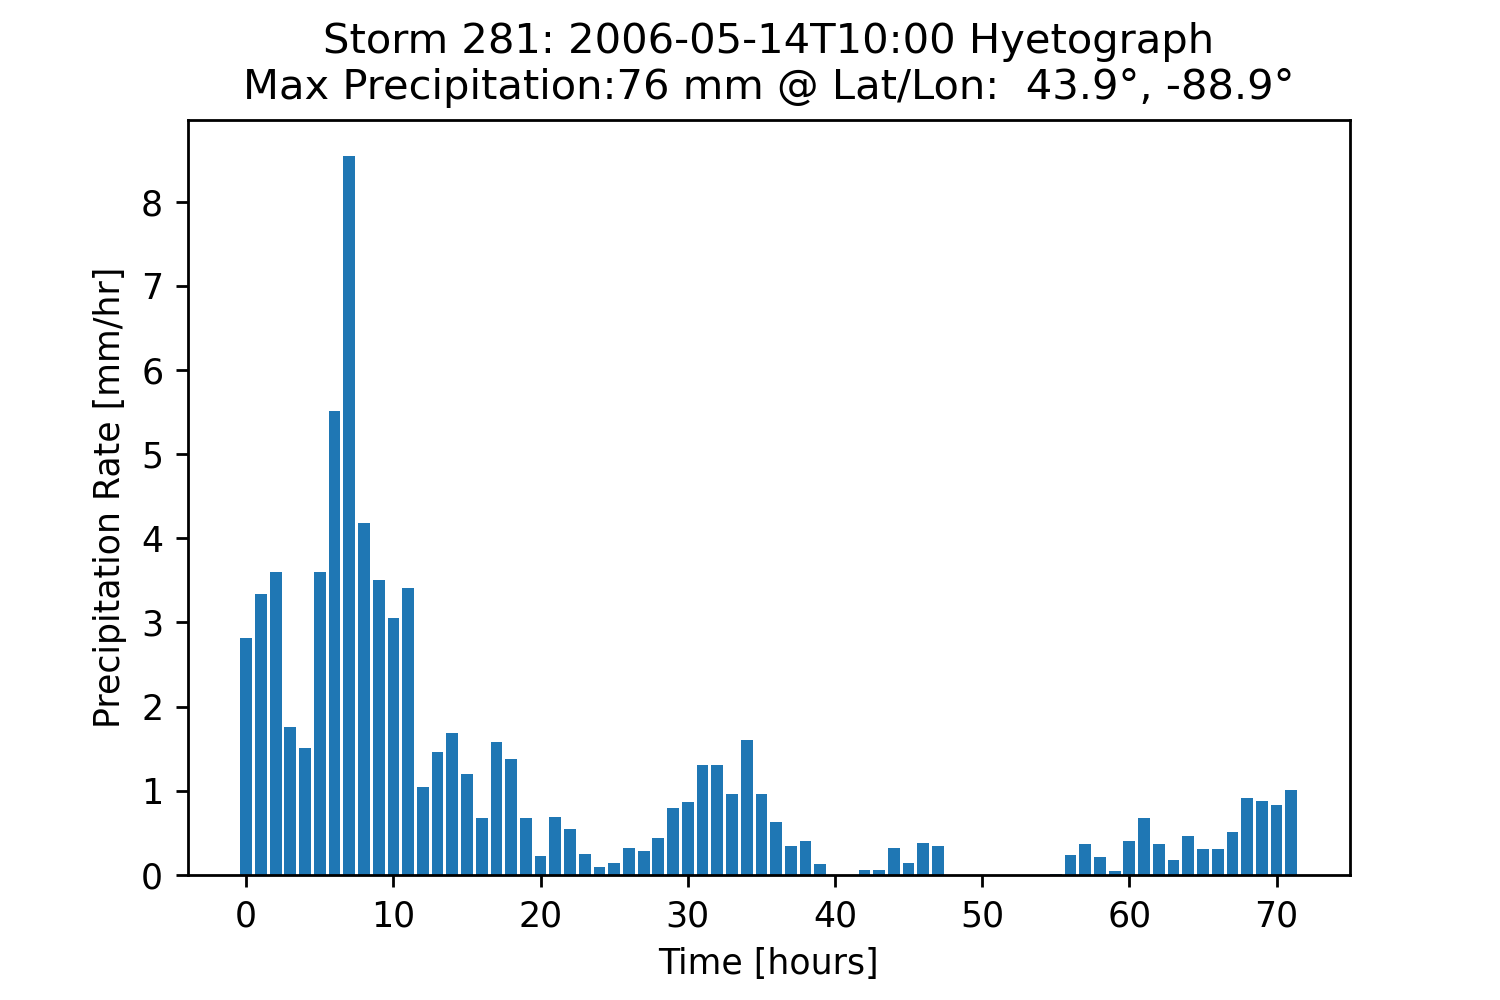 Storm 281: 2006-05-14T10:00 Hyetograph
Max Precipitation:76 mm @ Lat/Lon:  43.9°, -88.9°
Precipitation Rate [mm/hr]
8
7
6
5
4
3
2
1
0
0 10 20 30 40 50 60 70
Time [hours]